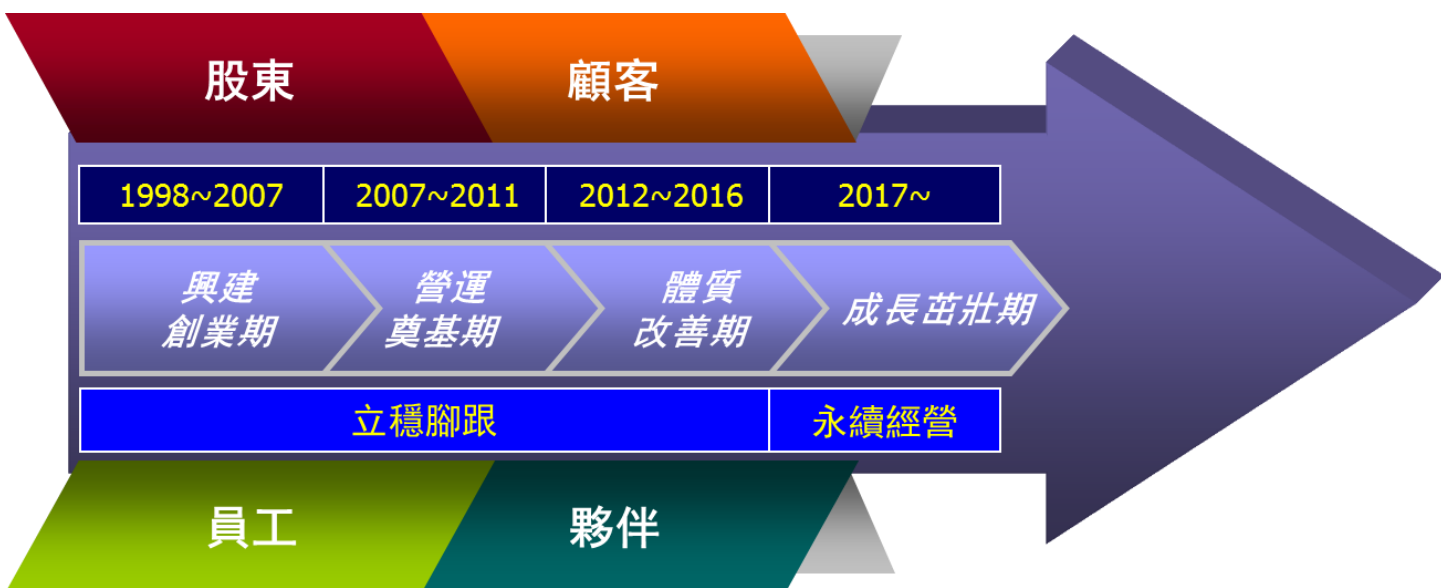 股東
顧客
1998~2007
2007~2011
2012~2016
2017~
興建
創業期
營運
奠基期
體質
改善期
成長茁壯期
立穩腳跟
永續經營
員工
夥伴